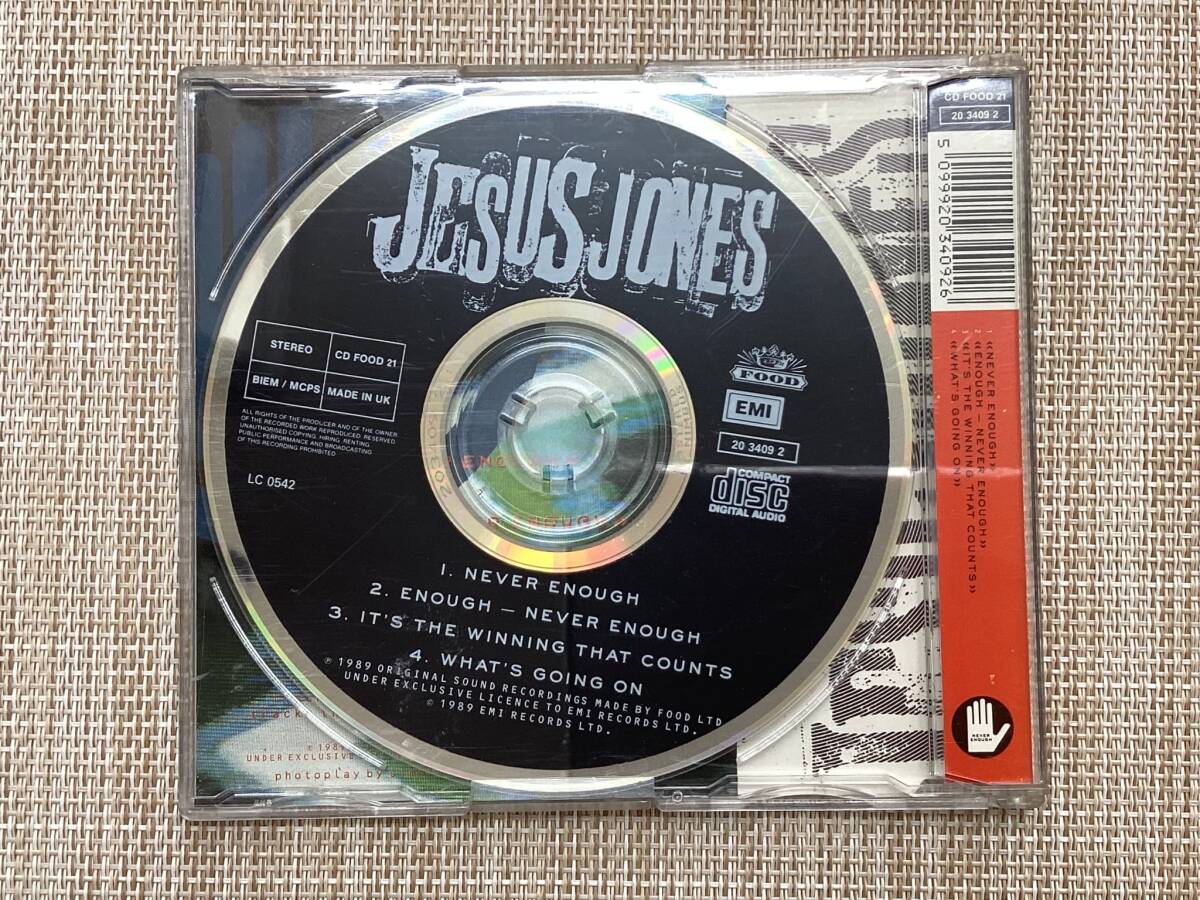 JESUS JONES
STEREO
CD FOOD 21
BIEM / MCPS
MADE IN UK
ALL RIGHTS OF THE PRODUCER AND OF THE OWNER
OF THE RECORDED WORK REPRODUCED. RESERVED.
UNAUTHORISED COPYING, HIRING, RENTING,
PUBLIC PERFORMANCE AND BROADCASTING
OF THIS RECORDING PROHIBITED
LC 0542
FOOD
EMI
20 3409 2
COMPACT
disc
DIGITAL AUDIO
1. NEVER ENOUGH
2. ENOUGH – NEVER ENOUGH
3. IT'S THE WINNING THAT COUNTS
4. WHAT'S GOING ON
℗ 1989 ORIGINAL SOUND RECORDINGS MADE BY FOOD LTD
UNDER EXCLUSIVE LICENCE TO EMI RECORDS LTD.
© 1989 EMI RECORDS LTD.
℗ 1989
UNDER EXCLUSIVE
photoplay by
CD FOOD 21
20 3409 2
5 099920 340926
1 «NEVER ENOUGH»
2 «ENOUGH – NEVER ENOUGH»
3 «IT'S THE WINNING THAT COUNTS»
4 «WHAT'S GOING ON»
NEVER
ENOUGH